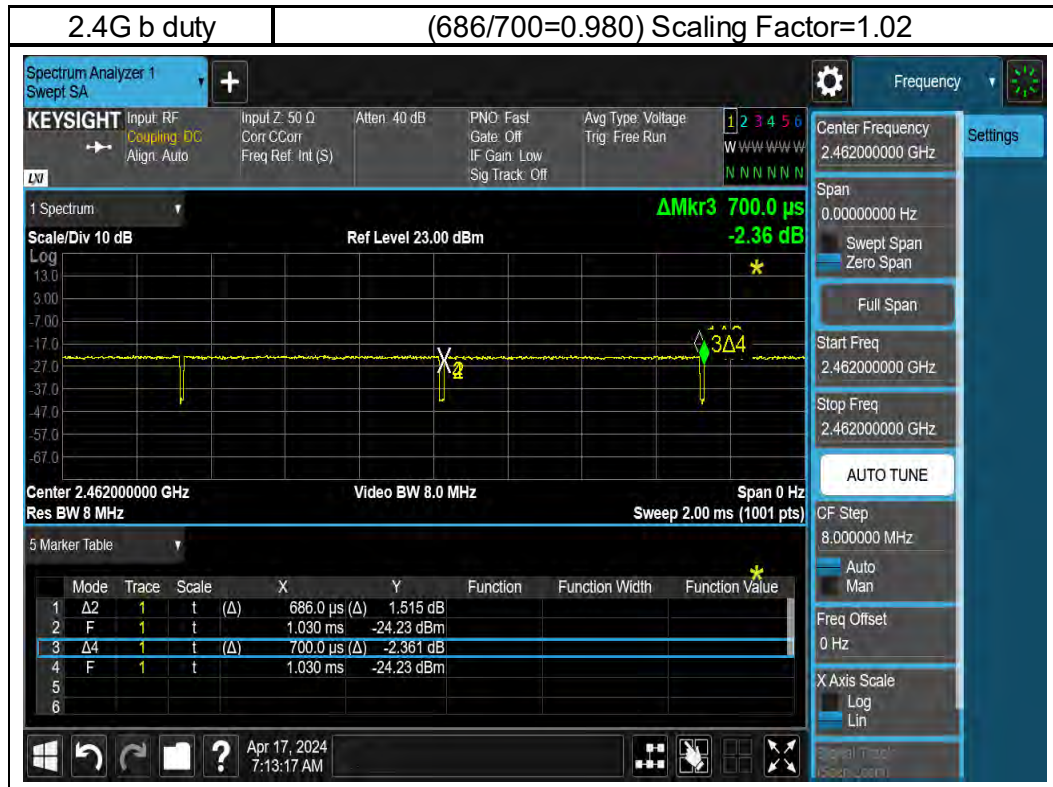 2.4G b duty (686/700=0.980) Scaling Factor=1.02
Spectrum Analyzer 1
Swept SA
Frequency
KEYSIGHT Input: RF Input Z: 50 Ω Atten: 40 dB PNO: Fast Avg Type: Voltage 1 2 3 4 5 6
Coupling: DC Corr CCorr Gate: Off Trig: Free Run W W W W W W
Align: Auto Freq Ref: Int (S) IF Gain: Low
LXI Sig Track: Off N N N N N N
Center Frequency
2.462000000 GHz
Settings
Span
0.00000000 Hz
Swept Span
Zero Span
Full Span
Start Freq
2.462000000 GHz
Stop Freq
2.462000000 GHz
AUTO TUNE
CF Step
8.000000 MHz
Auto
Man
Freq Offset
0 Hz
X Axis Scale
Log
Lin
1 Spectrum
ΔMkr3 700.0 µs
Scale/Div 10 dB Ref Level 23.00 dBm -2.36 dB
Log
13.0
3.00
-7.00
-17.0
-27.0
-37.0
-47.0
-57.0
-67.0
3Δ4
Center 2.462000000 GHz Video BW 8.0 MHz Span 0 Hz
Res BW 8 MHz Sweep 2.00 ms (1001 pts)
5 Marker Table
Mode Trace Scale X Y Function Function Width Function Value
1 Δ2 1 t (Δ) 686.0 µs (Δ) 1.515 dB
2 F 1 t 1.030 ms -24.23 dBm
3 Δ4 1 t (Δ) 700.0 µs (Δ) -2.361 dB
4 F 1 t 1.030 ms -24.23 dBm
5
6
? Apr 17, 2024
7:13:17 AM